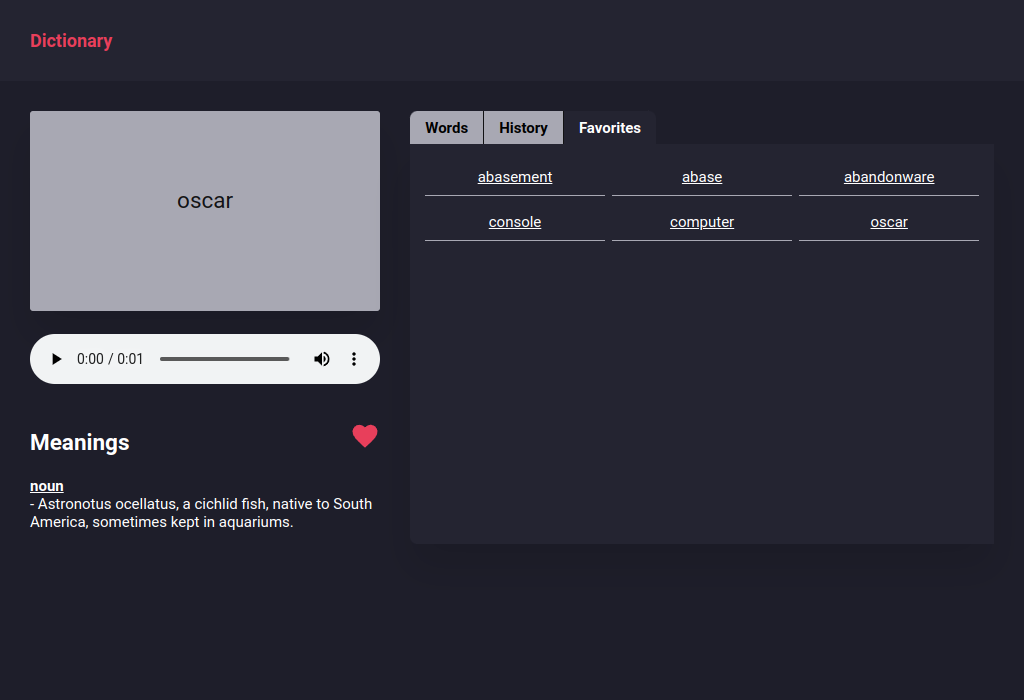 Dictionary
oscar
0:00 / 0:01
Meanings
noun
- Astronotus ocellatus, a cichlid fish, native to South
America, sometimes kept in aquariums.
Words History Favorites
abasement abase abandonware
console computer oscar